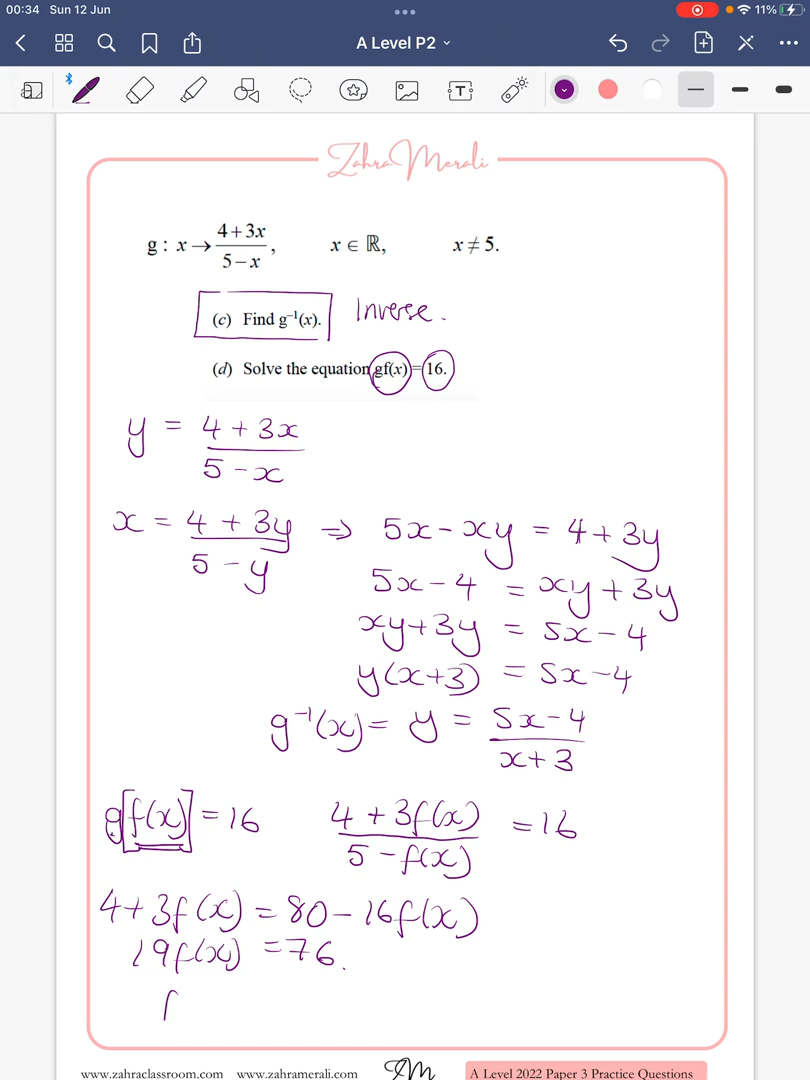 00:34 Sun 12 Jun
11%
A Level P2
Zahra Merali
g : x → (4+3x)/(5−x), x ∈ ℝ, x ≠ 5.
(c) Find g⁻¹(x). Inverse.
(d) Solve the equation gf(x)=16.
y = (4 + 3x)/(5 - x)
x = (4 + 3y)/(5 - y) ⇒ 5x - xy = 4 + 3y
5x - 4 = xy + 3y
xy + 3y = 5x - 4
y(x+3) = 5x - 4
g⁻¹(x) = y = (5x - 4)/(x + 3)
g[f(x)] = 16 (4 + 3f(x))/(5 - f(x)) = 16
4 + 3f(x) = 80 - 16f(x)
19f(x) = 76.
f
www.zahraclassroom.com www.zahramerali.com ZM A Level 2022 Paper 3 Practice Questions